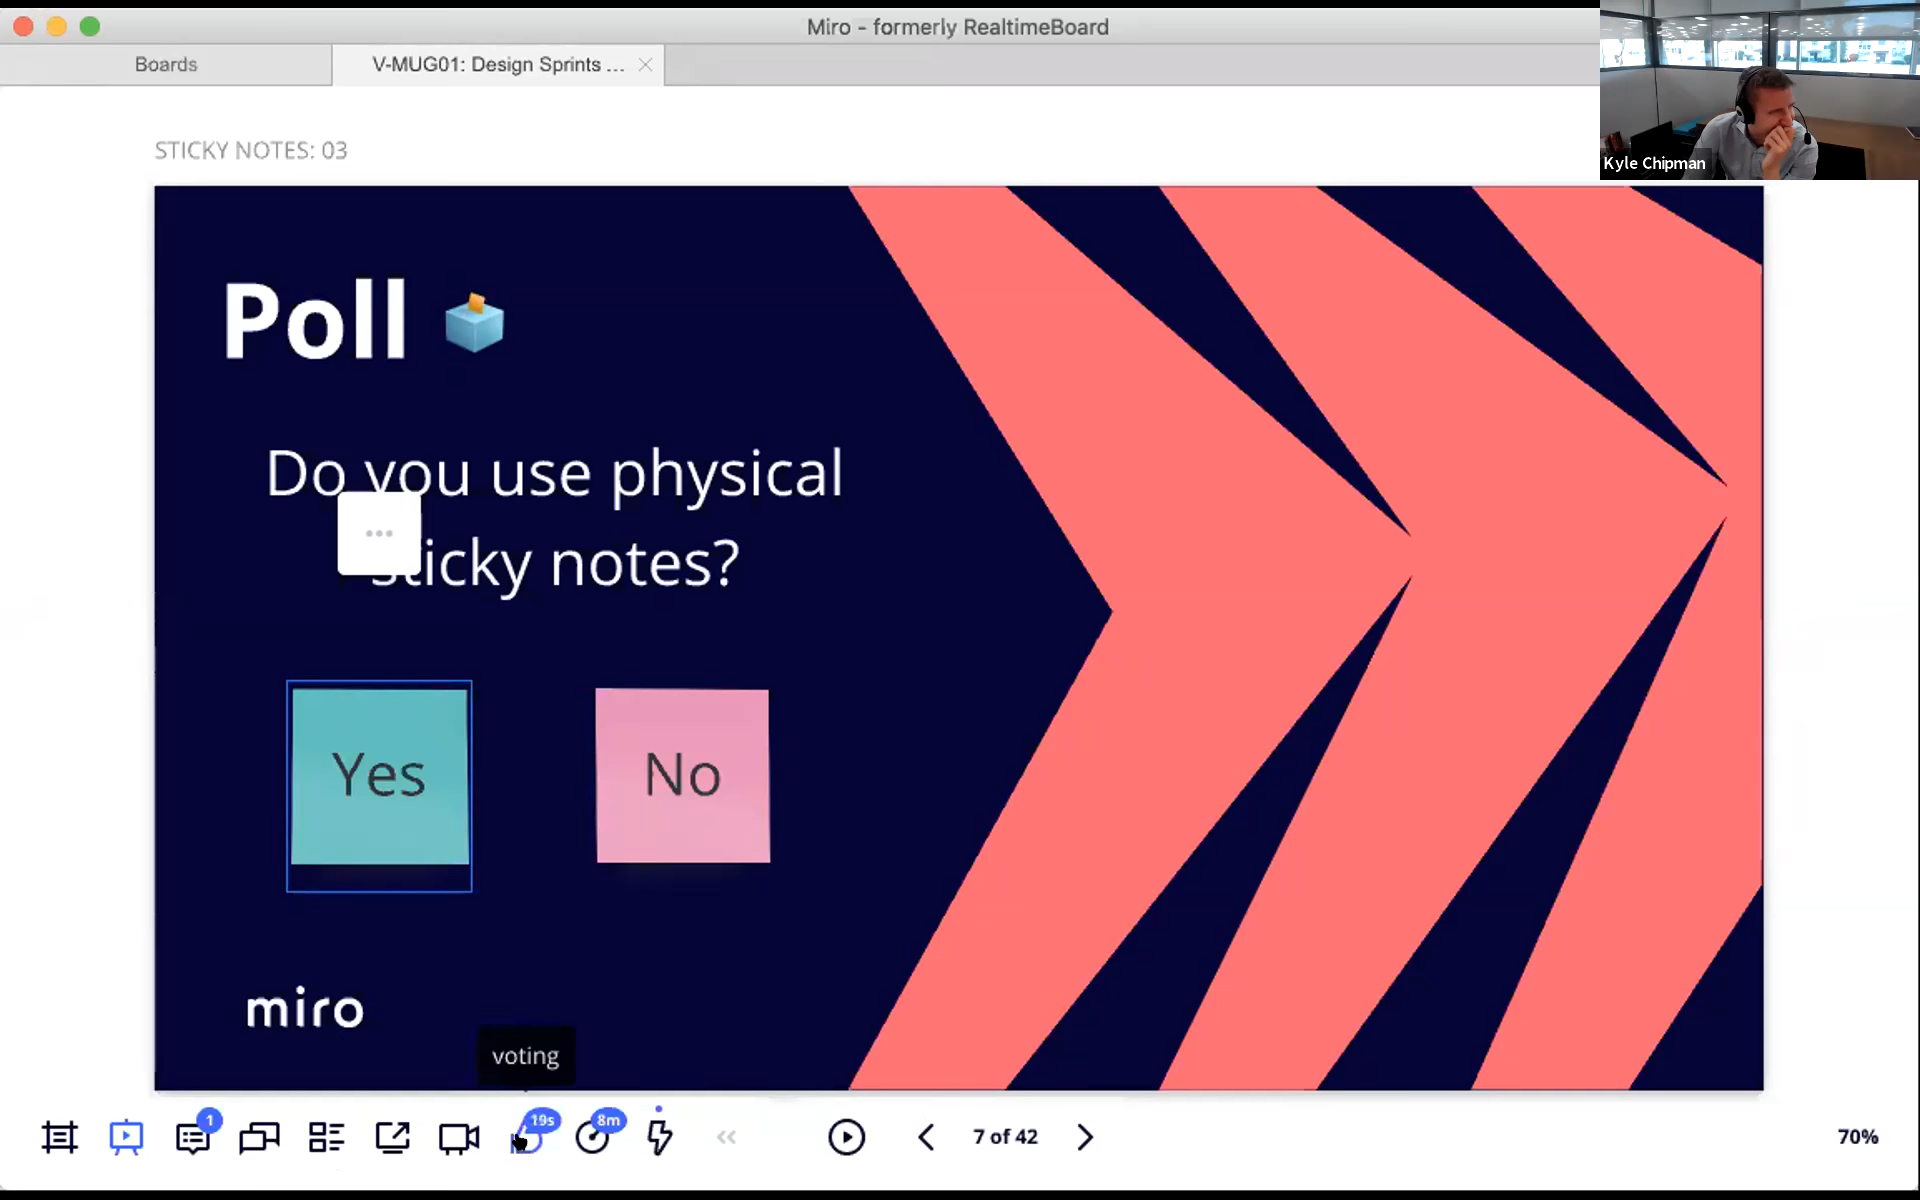 Miro - formerly RealtimeBoard
Boards
V-MUG01: Design Sprints ...
Kyle Chipman
STICKY NOTES: 03
Poll
Do you use physical
sticky notes?
Yes
No
miro
voting
1
19s
8m
7 of 42
70%